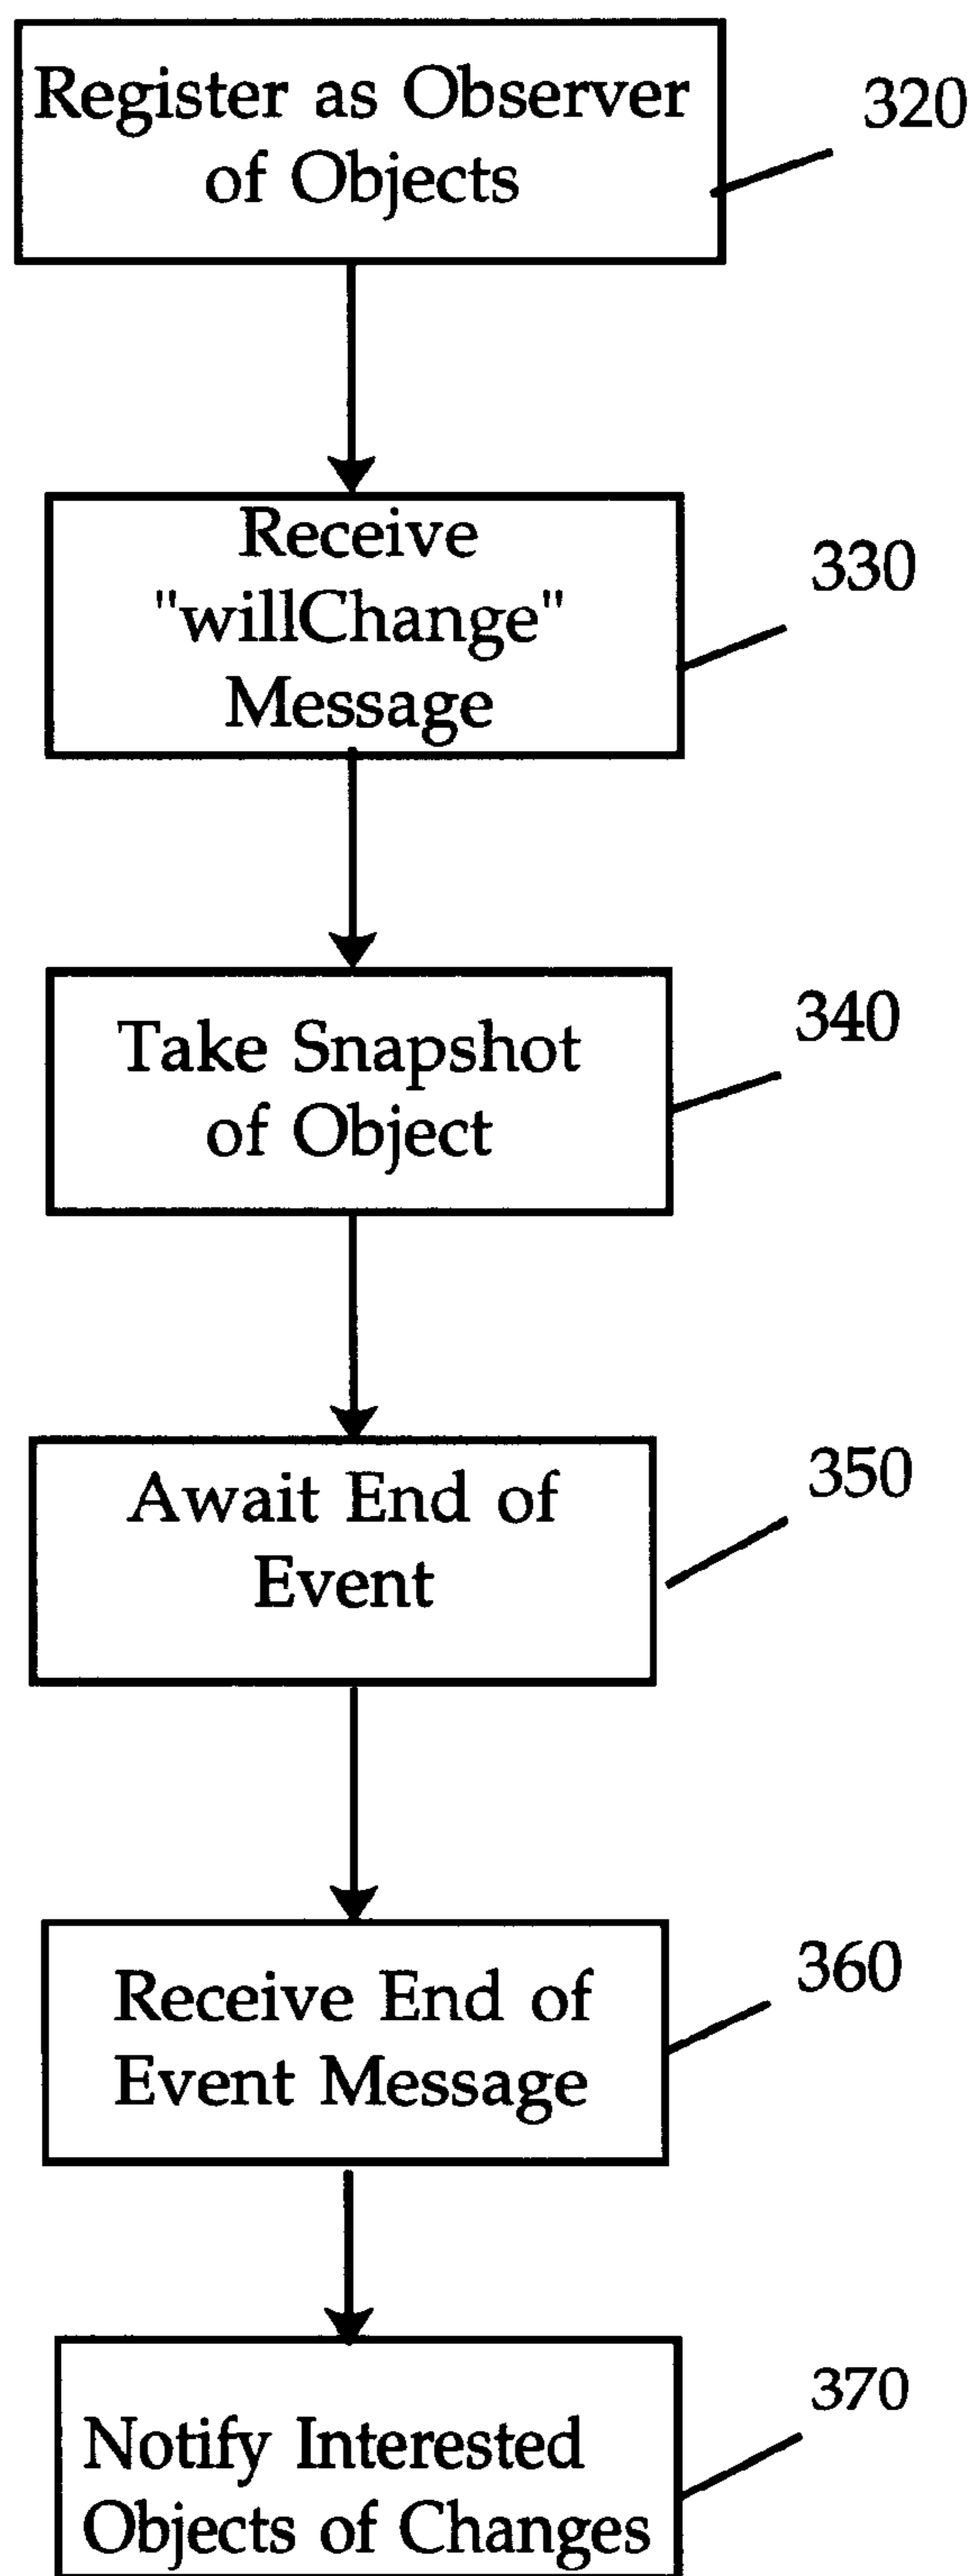 Register as Observer
of Objects
320
Receive
"willChange"
Message
330
Take Snapshot
of Object
340
Await End of
Event
350
Receive End of
Event Message
360
Notify Interested
Objects of Changes
370